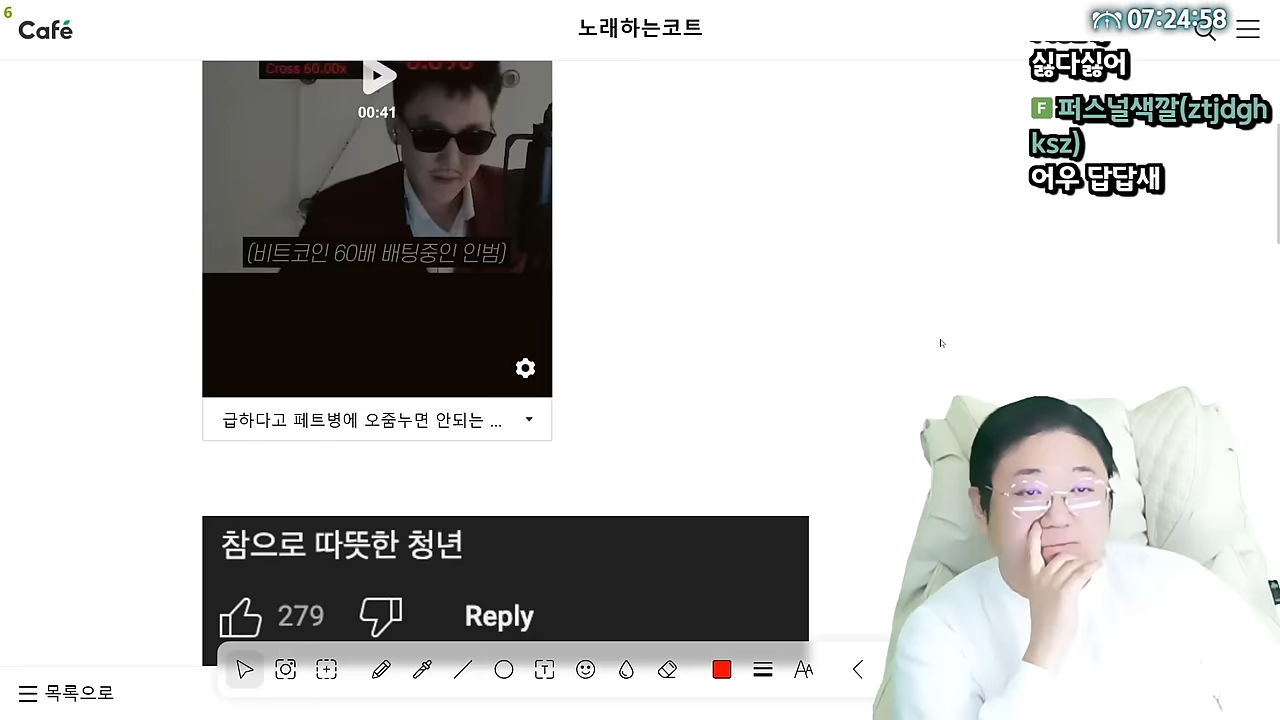 6
Café
노래하는코트
07:24:58
싫다싫어
F 퍼스널색깔(ztjdgh
ksz)
어우 답답새
Cross 60.00x
00:41
(비트코인 60배 배팅중인 인범)
급하다고 페트병에 오줌누면 안되는 ...
참으로 따뜻한 청년
279 Reply
목록으로